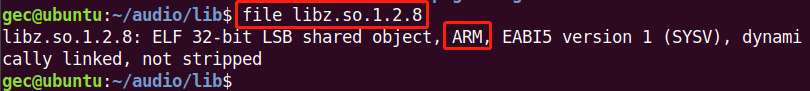 gec@ubuntu:~/audio/lib$ file libz.so.1.2.8
libz.so.1.2.8: ELF 32-bit LSB shared object, ARM, EABI5 version 1 (SYSV), dynami
cally linked, not stripped
gec@ubuntu:~/audio/lib$